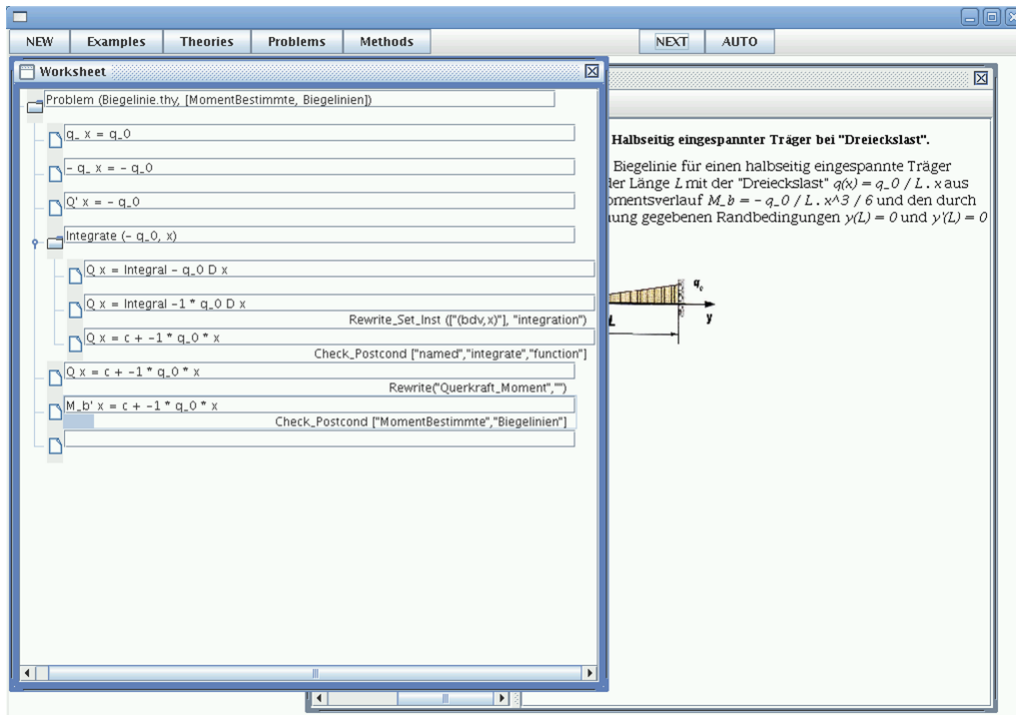 NEW Examples Theories Problems Methods NEXT AUTO
Worksheet
Problem (Biegelinie.thy, [MomentBestimmte, Biegelinien])
q_ x = q_0
- q_ x = - q_0
Q' x = - q_0
Integrate (- q_0, x)
Q x = Integral - q_0 D x
Q x = Integral -1 * q_0 D x
Rewrite_Set_Inst (["(bdv,x)"], "integration")
Q x = c + -1 * q_0 * x
Check_Postcond ["named","integrate","function"]
Q x = c + -1 * q_0 * x
Rewrite("Querkraft_Moment","")
M_b' x = c + -1 * q_0 * x
Check_Postcond ["MomentBestimmte","Biegelinien"]
Halbseitig eingespannter Träger bei "Dreieckslast".
Biegelinie für einen halbseitig eingespannte Träger
der Länge L mit der "Dreieckslast" q(x) = q_0 / L . x aus
omentsverlauf M_b = - q_0 / L . x^3 / 6 und den durch
ung gegebenen Randbedingungen y(L) = 0 und y'(L) = 0
q₀
L
y